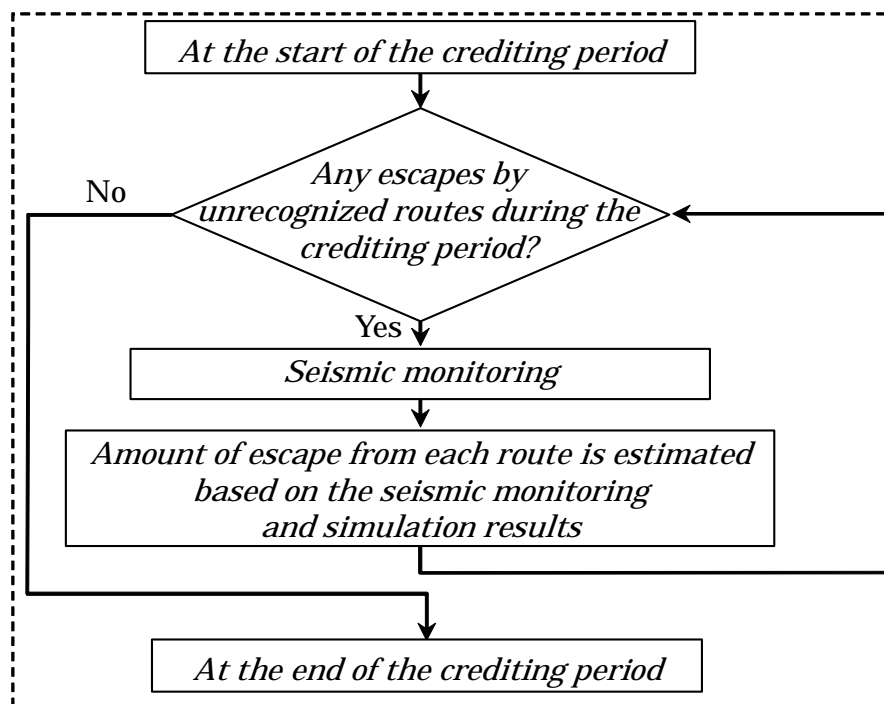 At the start of the crediting period
Any escapes by
No
unrecognized routes during the
crediting period?
Yes
Seismic monitoring
Amount of escape from each route is estimated
based on the seismic monitoring
and simulation results
At the end of the crediting period